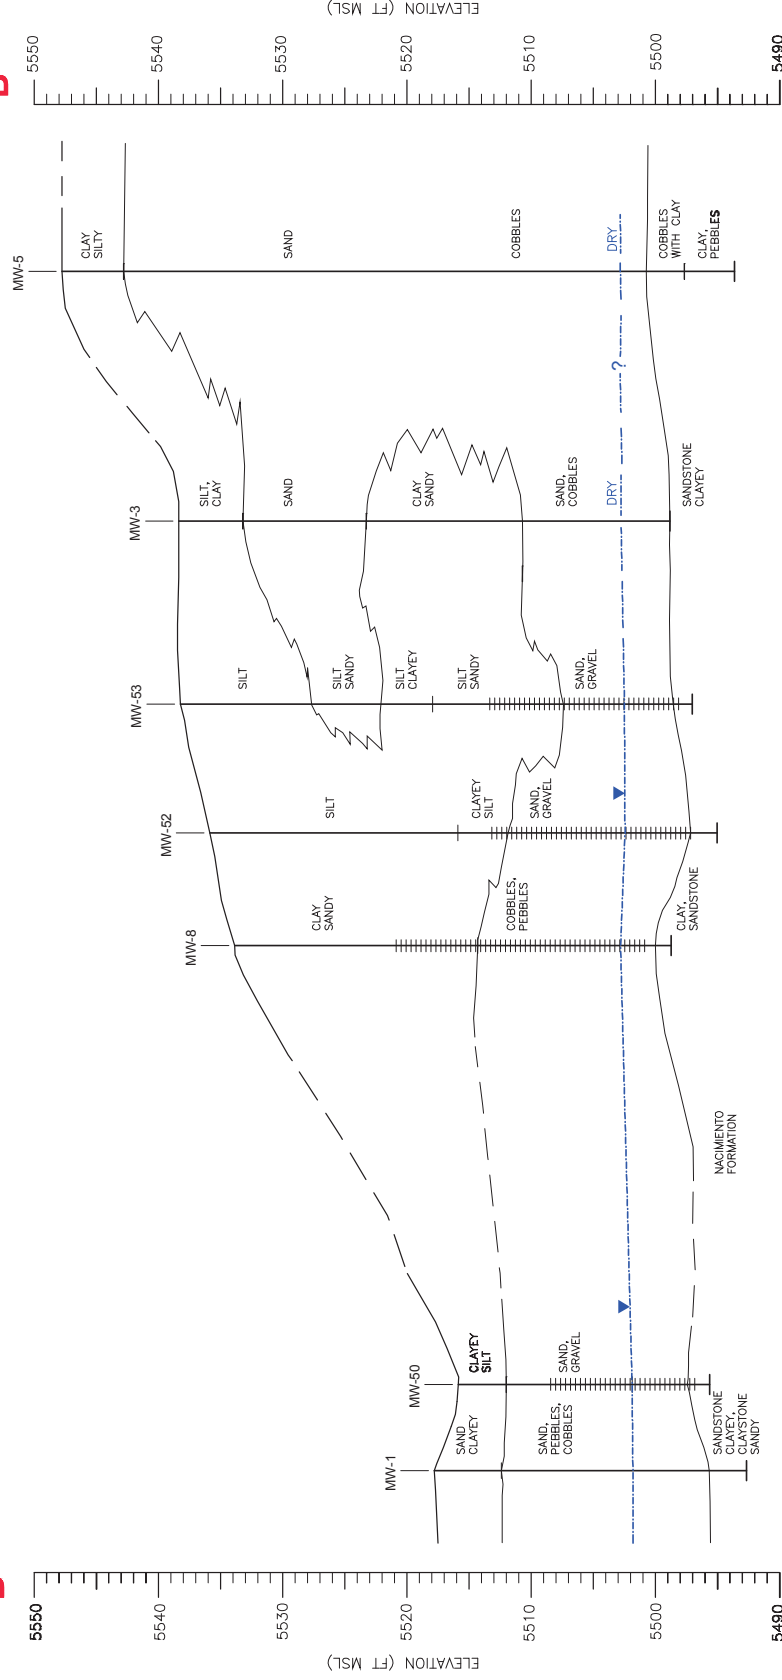 ELEVATION (FT MSL)
5550
5540
5530
5520
5510
5500
5490
MW-1
SAND
CLAYEY
SAND,
PEBBLES,
COBBLES
SANDSTONE
CLAYEY,
CLAYSTONE
SANDY
MW-50
CLAYEY
SILT
SAND,
GRAVEL
NACIMIENTO
FORMATION
MW-8
CLAY
SANDY
COBBLES,
PEBBLES
CLAY,
SANDSTONE
MW-52
SILT
CLAYEY
SILT
SAND,
GRAVEL
MW-53
SILT
SILT
SANDY
SILT
CLAYEY
SILT
SANDY
SAND,
GRAVEL
MW-3
SILT,
CLAY
SAND
CLAY
SANDY
SAND,
COBBLES
DRY
SANDSTONE
CLAYEY
?
MW-5
CLAY
SILTY
SAND
COBBLES
DRY
COBBLES
WITH CLAY
CLAY,
PEBBLES
5550
5540
5530
5520
5510
5500
5490
ELEVATION (FT MSL)